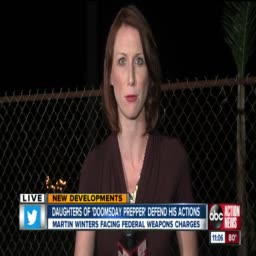 LIVE
NEW DEVELOPMENTS
DAUGHTERS OF 'DOOMSDAY PREPPER' DEFEND HIS ACTIONS
MARTIN WINTERS FACING FEDERAL WEAPONS CHARGES
abc
ACTION
NEWS
11:06
80°